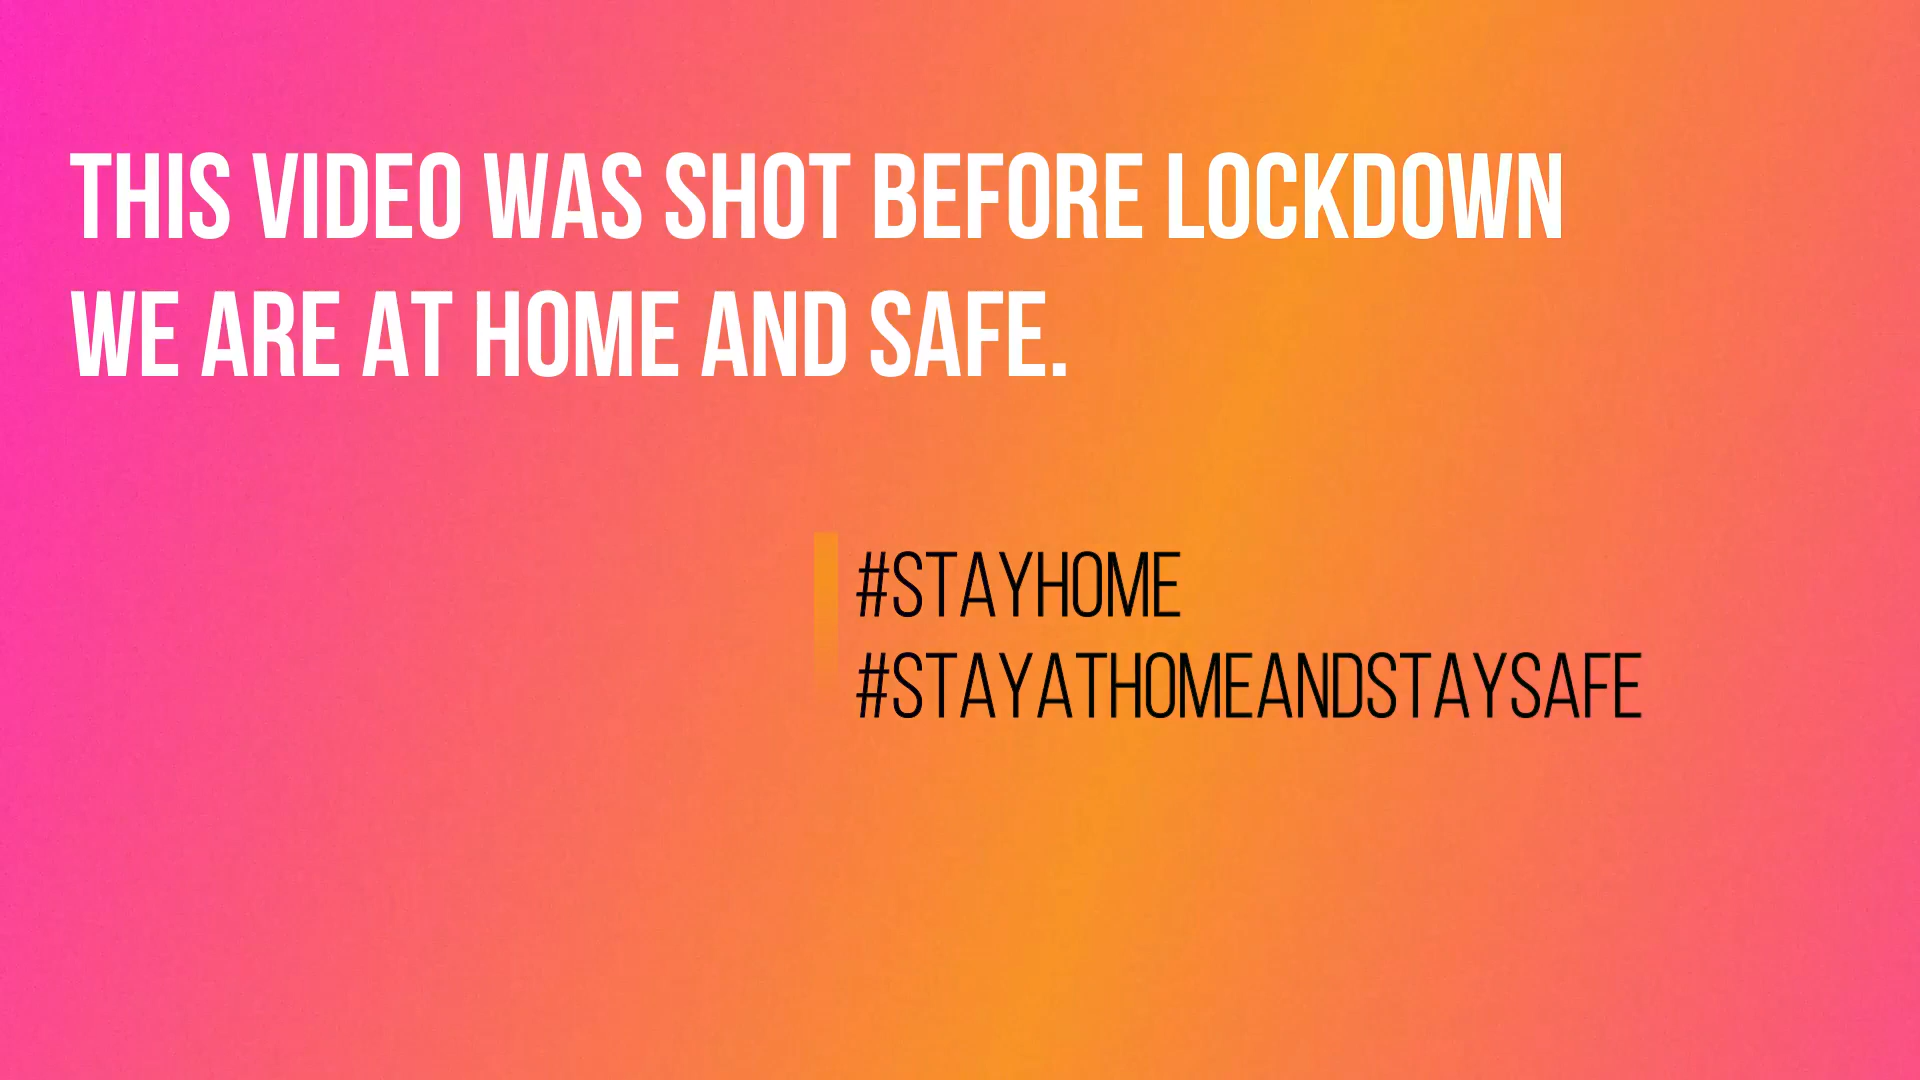 THIS VIDEO WAS SHOT BEFORE LOCKDOWN
WE ARE AT HOME AND SAFE.
#STAYHOME
#STAYATHOMEANDSTAYSAFE